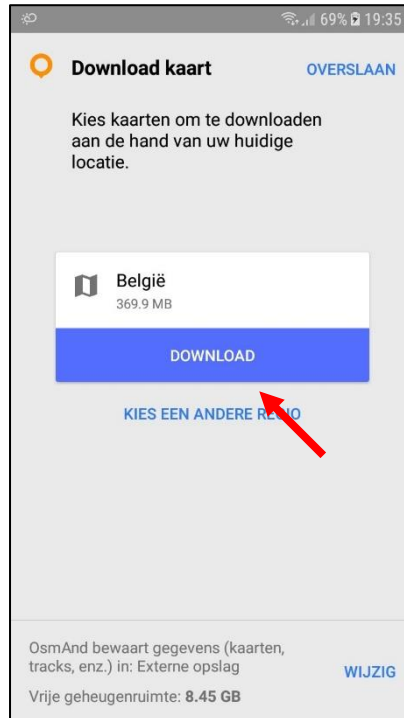 69% 19:35
Download kaart OVERSLAAN
Kies kaarten om te downloaden
aan de hand van uw huidige
locatie.
België
369.9 MB
DOWNLOAD
KIES EEN ANDERE REGIO
OsmAnd bewaart gegevens (kaarten,
tracks, enz.) in: Externe opslag
WIJZIG
Vrije geheugenruimte: 8.45 GB